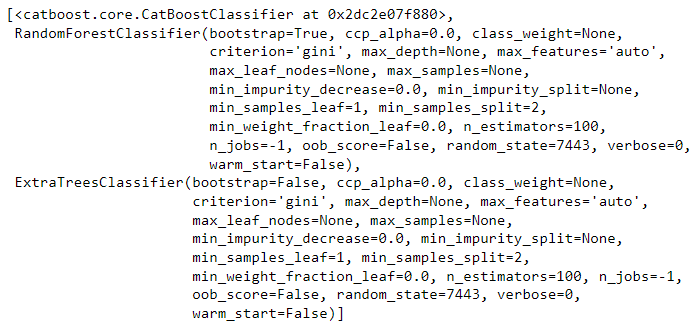 [<catboost.core.CatBoostClassifier at 0x2dc2e07f880>,
RandomForestClassifier(bootstrap=True, ccp_alpha=0.0, class_weight=None,
criterion='gini', max_depth=None, max_features='auto',
max_leaf_nodes=None, max_samples=None,
min_impurity_decrease=0.0, min_impurity_split=None,
min_samples_leaf=1, min_samples_split=2,
min_weight_fraction_leaf=0.0, n_estimators=100,
n_jobs=-1, oob_score=False, random_state=7443, verbose=0,
warm_start=False),
ExtraTreesClassifier(bootstrap=False, ccp_alpha=0.0, class_weight=None,
criterion='gini', max_depth=None, max_features='auto',
max_leaf_nodes=None, max_samples=None,
min_impurity_decrease=0.0, min_impurity_split=None,
min_samples_leaf=1, min_samples_split=2,
min_weight_fraction_leaf=0.0, n_estimators=100, n_jobs=-1,
oob_score=False, random_state=7443, verbose=0,
warm_start=False)]